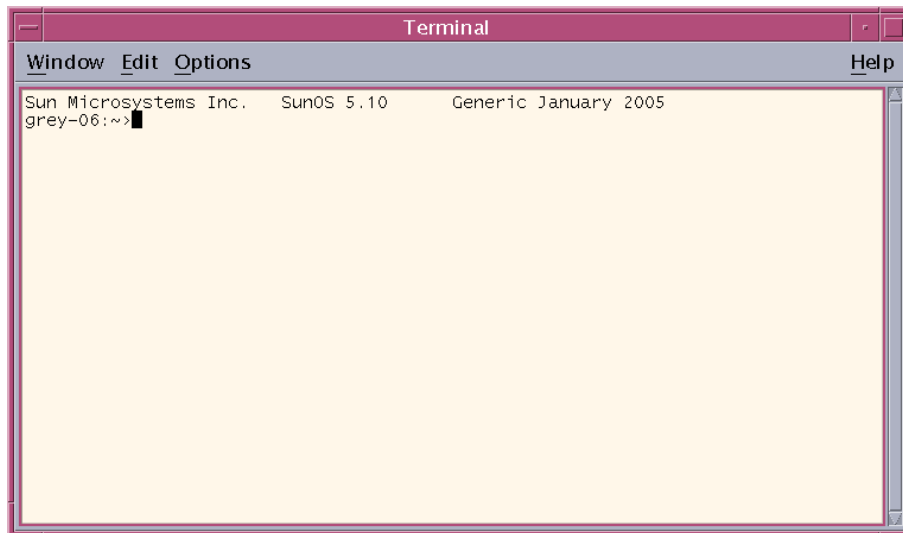 Terminal
Window Edit Options Help
Sun Microsystems Inc. SunOS 5.10 Generic January 2005
grey-06:~>